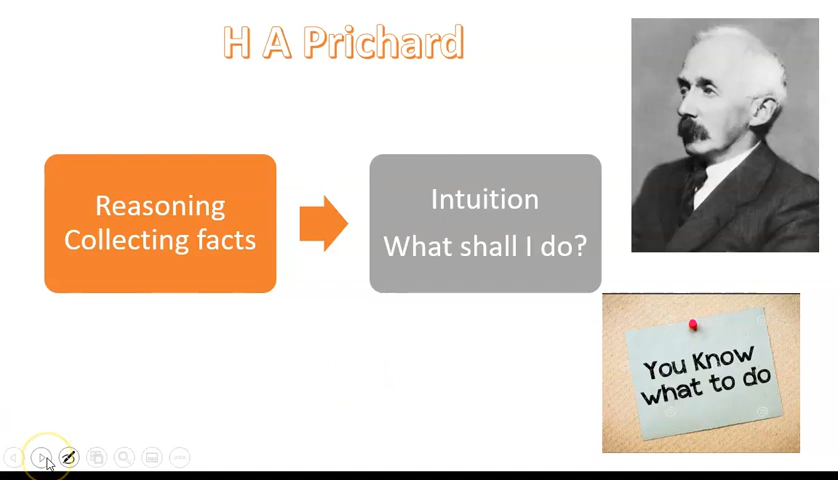 H A Prichard
Reasoning
Collecting facts
Intuition
What shall I do?
You Know
what to do